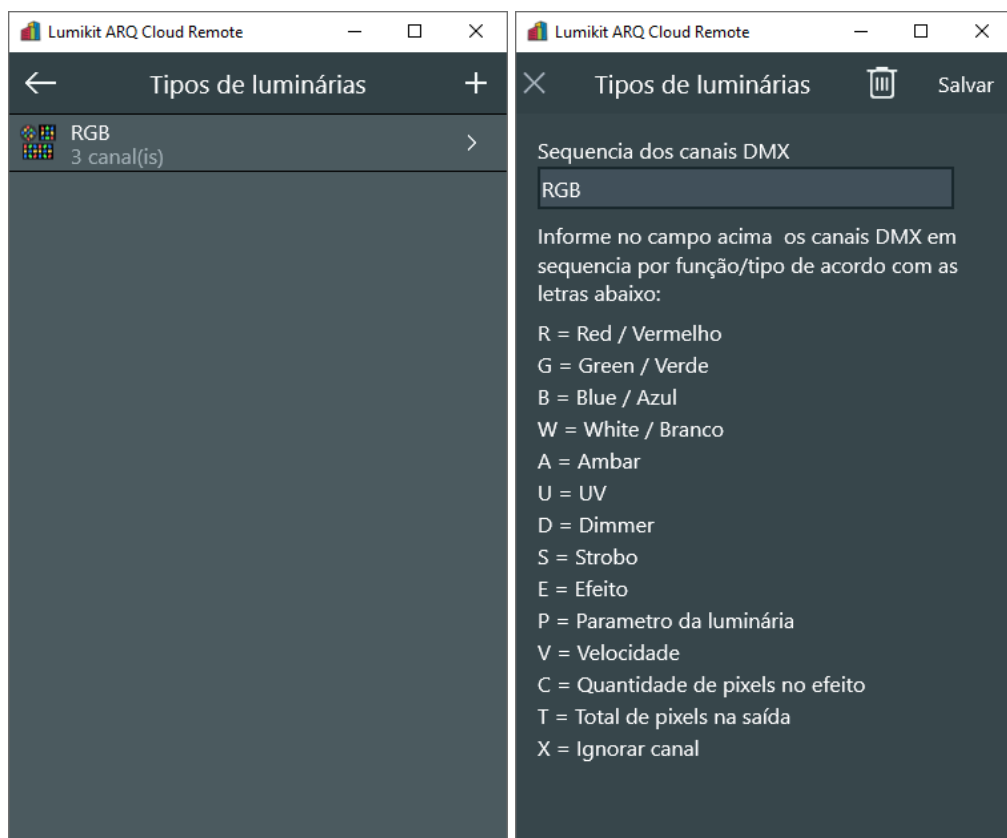 Lumikit ARQ Cloud Remote
Tipos de luminárias
RGB
3 canal(is)
Lumikit ARQ Cloud Remote
Tipos de luminárias
Salvar
Sequencia dos canais DMX
RGB
Informe no campo acima os canais DMX em
sequencia por função/tipo de acordo com as
letras abaixo:
R = Red / Vermelho
G = Green / Verde
B = Blue / Azul
W = White / Branco
A = Ambar
U = UV
D = Dimmer
S = Strobo
E = Efeito
P = Parametro da luminária
V = Velocidade
C = Quantidade de pixels no efeito
T = Total de pixels na saída
X = Ignorar canal